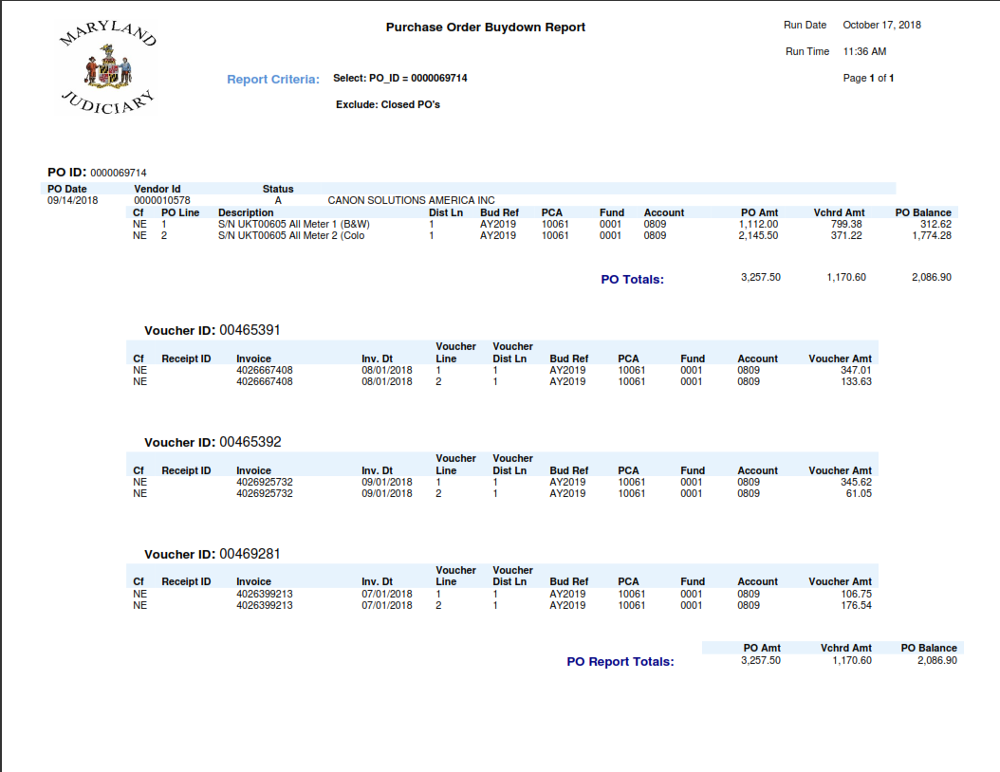 MARYLAND
JUDICIARY
Purchase Order Buydown Report
Run Date October 17, 2018
Run Time 11:36 AM
Report Criteria: Select: PO_ID = 0000069714
Page 1 of 1
Exclude: Closed PO's
PO ID: 0000069714
PO Date Vendor Id Status
09/14/2018 0000010578 A CANON SOLUTIONS AMERICA INC
Cf PO Line Description Dist Ln Bud Ref PCA Fund Account PO Amt Vchrd Amt PO Balance
NE 1 S/N UKT00605 All Meter 1 (B&W) 1 AY2019 10061 0001 0809 1,112.00 799.38 312.62
NE 2 S/N UKT00605 All Meter 2 (Colo 1 AY2019 10061 0001 0809 2,145.50 371.22 1,774.28
PO Totals: 3,257.50 1,170.60 2,086.90
Voucher ID: 00465391
Voucher Voucher
Cf Receipt ID Invoice Inv. Dt Line Dist Ln Bud Ref PCA Fund Account Voucher Amt
NE 4026667408 08/01/2018 1 1 AY2019 10061 0001 0809 347.01
NE 4026667408 08/01/2018 2 1 AY2019 10061 0001 0809 133.63
Voucher ID: 00465392
Voucher Voucher
Cf Receipt ID Invoice Inv. Dt Line Dist Ln Bud Ref PCA Fund Account Voucher Amt
NE 4026925732 09/01/2018 1 1 AY2019 10061 0001 0809 345.62
NE 4026925732 09/01/2018 2 1 AY2019 10061 0001 0809 61.05
Voucher ID: 00469281
Voucher Voucher
Cf Receipt ID Invoice Inv. Dt Line Dist Ln Bud Ref PCA Fund Account Voucher Amt
NE 4026399213 07/01/2018 1 1 AY2019 10061 0001 0809 106.75
NE 4026399213 07/01/2018 2 1 AY2019 10061 0001 0809 176.54
PO Amt Vchrd Amt PO Balance
PO Report Totals: 3,257.50 1,170.60 2,086.90